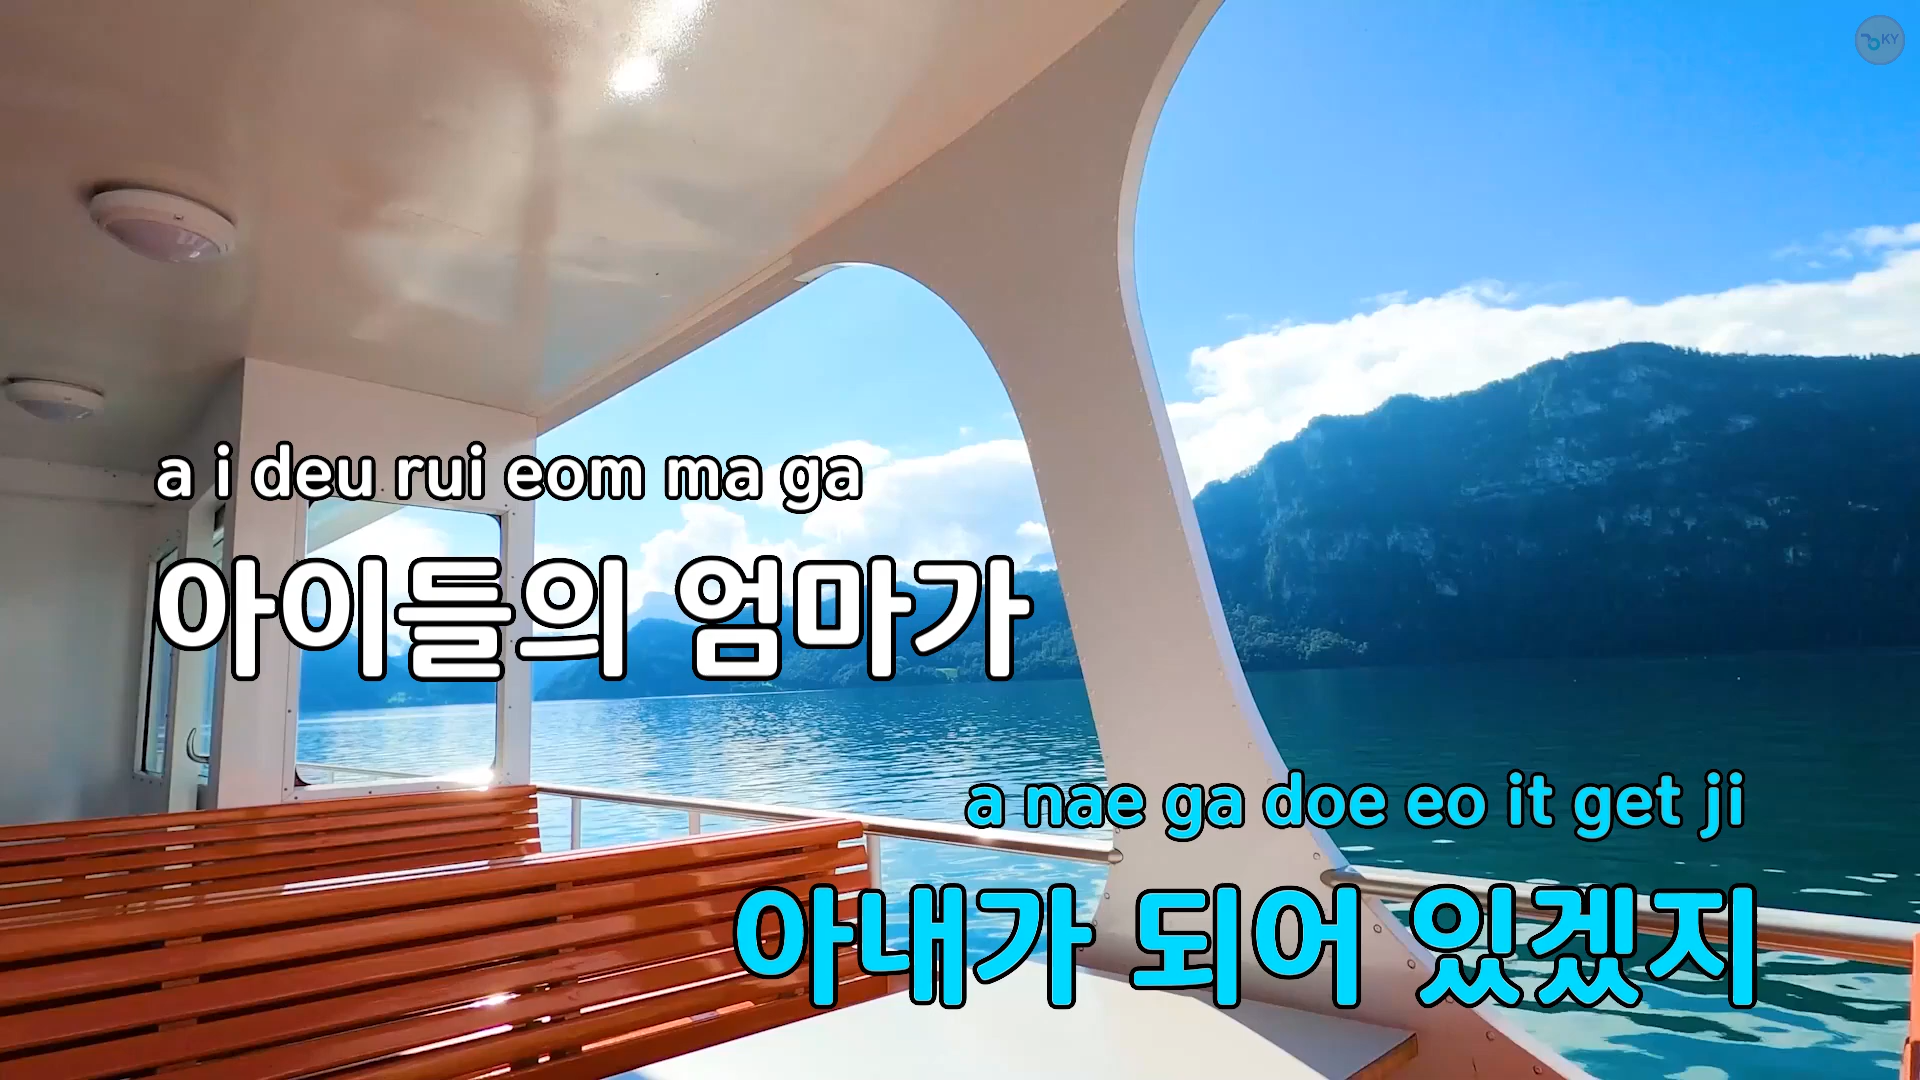 KY
a i deu rui eom ma ga
아이들의 엄마가
a nae ga doe eo it get ji
아내가 되어 있겠지